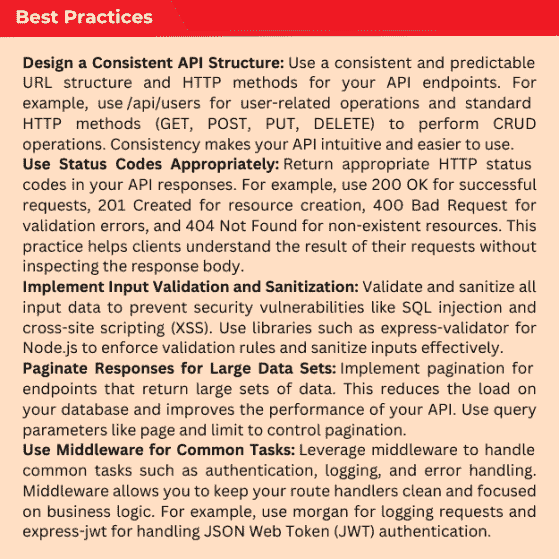 Best Practices
Design a Consistent API Structure: Use a consistent and predictable
URL structure and HTTP methods for your API endpoints. For
example, use /api/users for user-related operations and standard
HTTP methods (GET, POST, PUT, DELETE) to perform CRUD
operations. Consistency makes your API intuitive and easier to use.
Use Status Codes Appropriately: Return appropriate HTTP status
codes in your API responses. For example, use 200 OK for successful
requests, 201 Created for resource creation, 400 Bad Request for
validation errors, and 404 Not Found for non-existent resources. This
practice helps clients understand the result of their requests without
inspecting the response body.
Implement Input Validation and Sanitization: Validate and sanitize all
input data to prevent security vulnerabilities like SQL injection and
cross-site scripting (XSS). Use libraries such as express-validator for
Node.js to enforce validation rules and sanitize inputs effectively.
Paginate Responses for Large Data Sets: Implement pagination for
endpoints that return large sets of data. This reduces the load on
your database and improves the performance of your API. Use query
parameters like page and limit to control pagination.
Use Middleware for Common Tasks: Leverage middleware to handle
common tasks such as authentication, logging, and error handling.
Middleware allows you to keep your route handlers clean and focused
on business logic. For example, use morgan for logging requests and
express-jwt for handling JSON Web Token (JWT) authentication.